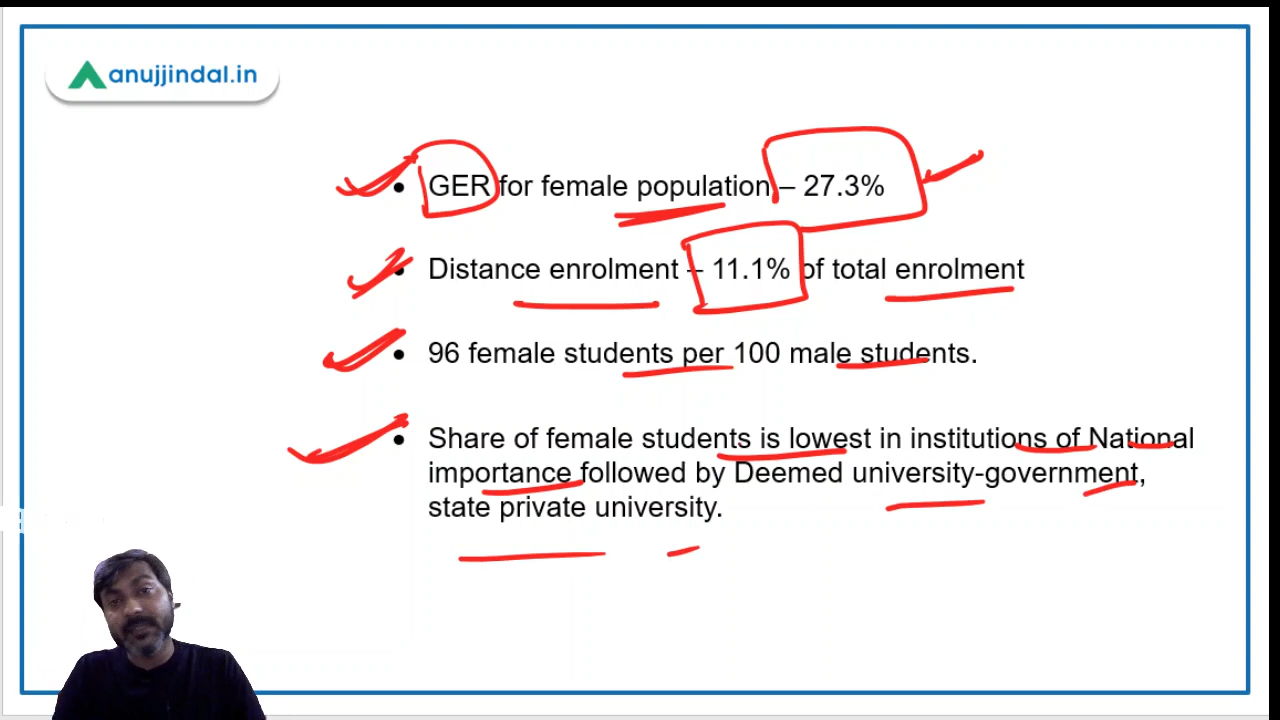 anujjindal.in
• GER for female population – 27.3%
• Distance enrolment – 11.1% of total enrolment
• 96 female students per 100 male students.
• Share of female students is lowest in institutions of National
importance followed by Deemed university-government,
state private university.